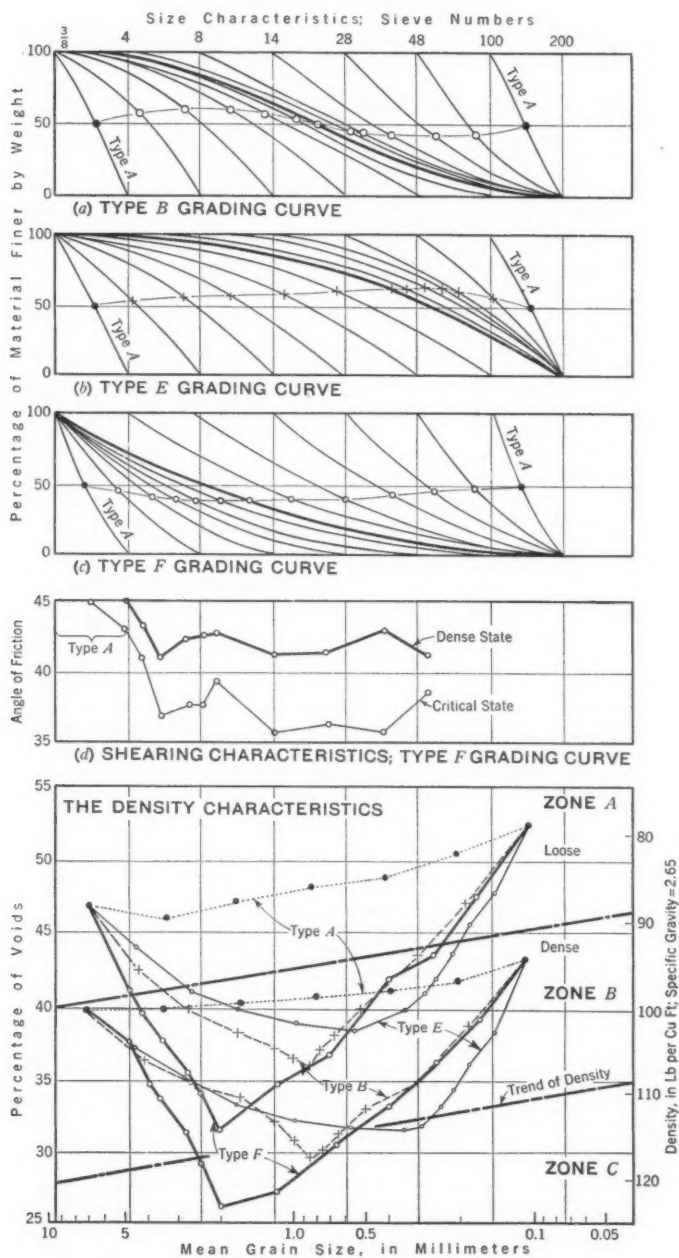 Size Characteristics; Sieve Numbers
3/8 4 8 14 28 48 100 200
Percentage of Material Finer by Weight
100
50
0
Type A
Type A
(a) TYPE B GRADING CURVE
100
50
0
Type A
Type A
(b) TYPE E GRADING CURVE
100
50
0
Type A
Type A
(c) TYPE F GRADING CURVE
Angle of Friction
45
40
35
Type A
Dense State
Critical State
(d) SHEARING CHARACTERISTICS; TYPE F GRADING CURVE
Percentage of Voids
55
50
45
40
35
30
25
THE DENSITY CHARACTERISTICS
ZONE A
Loose
Type A
Dense
ZONE B
Type E
Type B
Trend of Density
Type F
ZONE C
80
90
100
110
120
Density, in Lb per Cu Ft; Specific Gravity=2.65
10 5 1.0 0.5 0.1 0.05
Mean Grain Size, in Millimeters